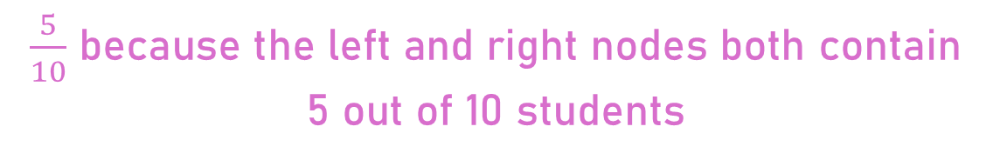 5/10 because the left and right nodes both contain
5 out of 10 students